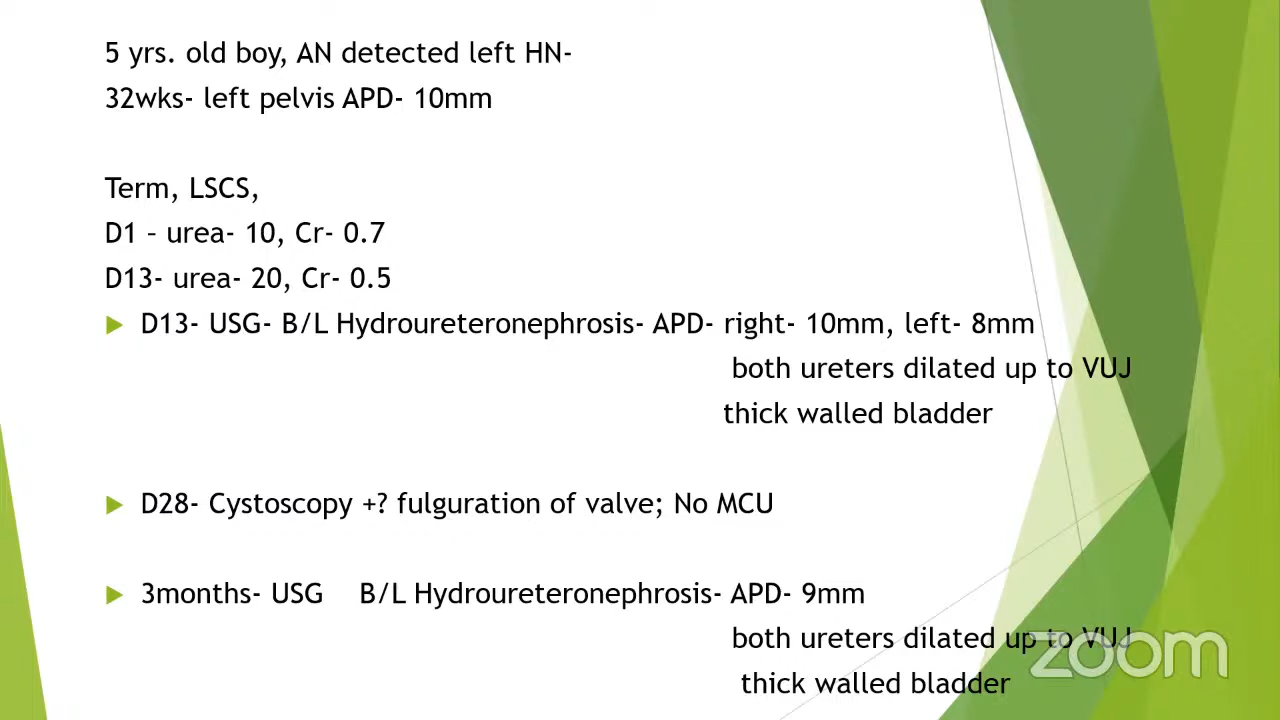 5 yrs. old boy, AN detected left HN-
32wks- left pelvis APD- 10mm
Term, LSCS,
D1 – urea- 10, Cr- 0.7
D13- urea- 20, Cr- 0.5
D13- USG- B/L Hydroureteronephrosis- APD- right- 10mm, left- 8mm
both ureters dilated up to VUJ
thick walled bladder
D28- Cystoscopy +? fulguration of valve; No MCU
3months- USG B/L Hydroureteronephrosis- APD- 9mm
both ureters dilated up to VUJ
thick walled bladder
zoom